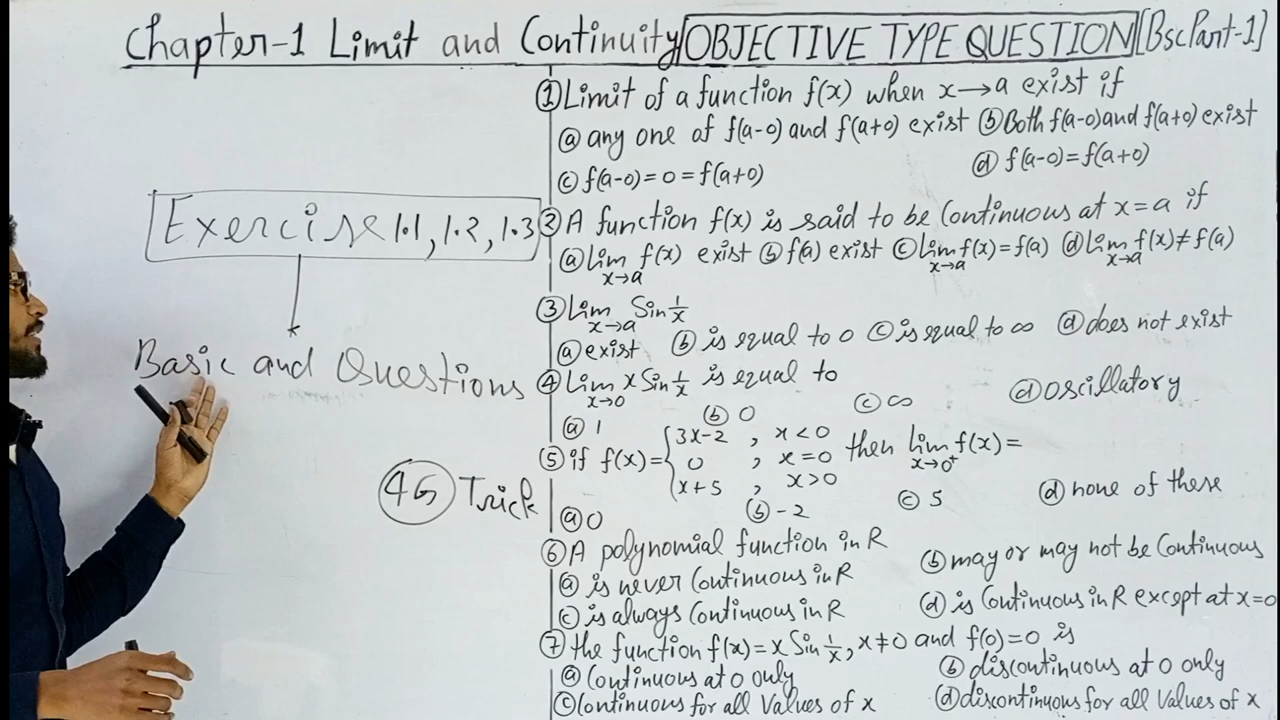 Chapter-1 Limit and Continuity OBJECTIVE TYPE QUESTION [Bsc Part-1]
Exercise 1.1, 1.2, 1.3
Basic and Questions
4G Trick
① Limit of a function f(x) when x→a exist if
ⓐ any one of f(a-0) and f(a+0) exist ⓑ Both f(a-0) and f(a+0) exist
ⓒ f(a-0) = 0 = f(a+0) ⓓ f(a-0) = f(a+0)
② A function f(x) is said to be Continuous at x=a if
ⓐ Lim x→a f(x) exist ⓑ f(a) exist ⓒ Lim x→a f(x) = f(a) ⓓ Lim x→a f(x) ≠ f(a)
③ Lim x→a Sin 1/x
ⓐ exist ⓑ is equal to 0 ⓒ is equal to ∞ ⓓ does not exist
④ Lim x→0 x Sin 1/x is equal to
ⓐ 1 ⓑ 0 ⓒ ∞ ⓓ oscillatory
⑤ if f(x) = { 3x-2 , x<0
0 , x=0
x+5 , x>0 then lim x→0⁺ f(x) =
ⓐ 0 ⓑ -2 ⓒ 5 ⓓ none of these
⑥ A polynomial function in R
ⓐ is never Continuous in R ⓑ may or may not be Continuous
ⓒ is always Continuous in R ⓓ is Continuous in R except at x=0
⑦ the function f(x) = x Sin 1/x, x≠0 and f(0)=0 is
ⓐ Continuous at 0 only ⓑ discontinuous at 0 only
ⓒ Continuous for all Values of x ⓓ discontinuous for all Values of x